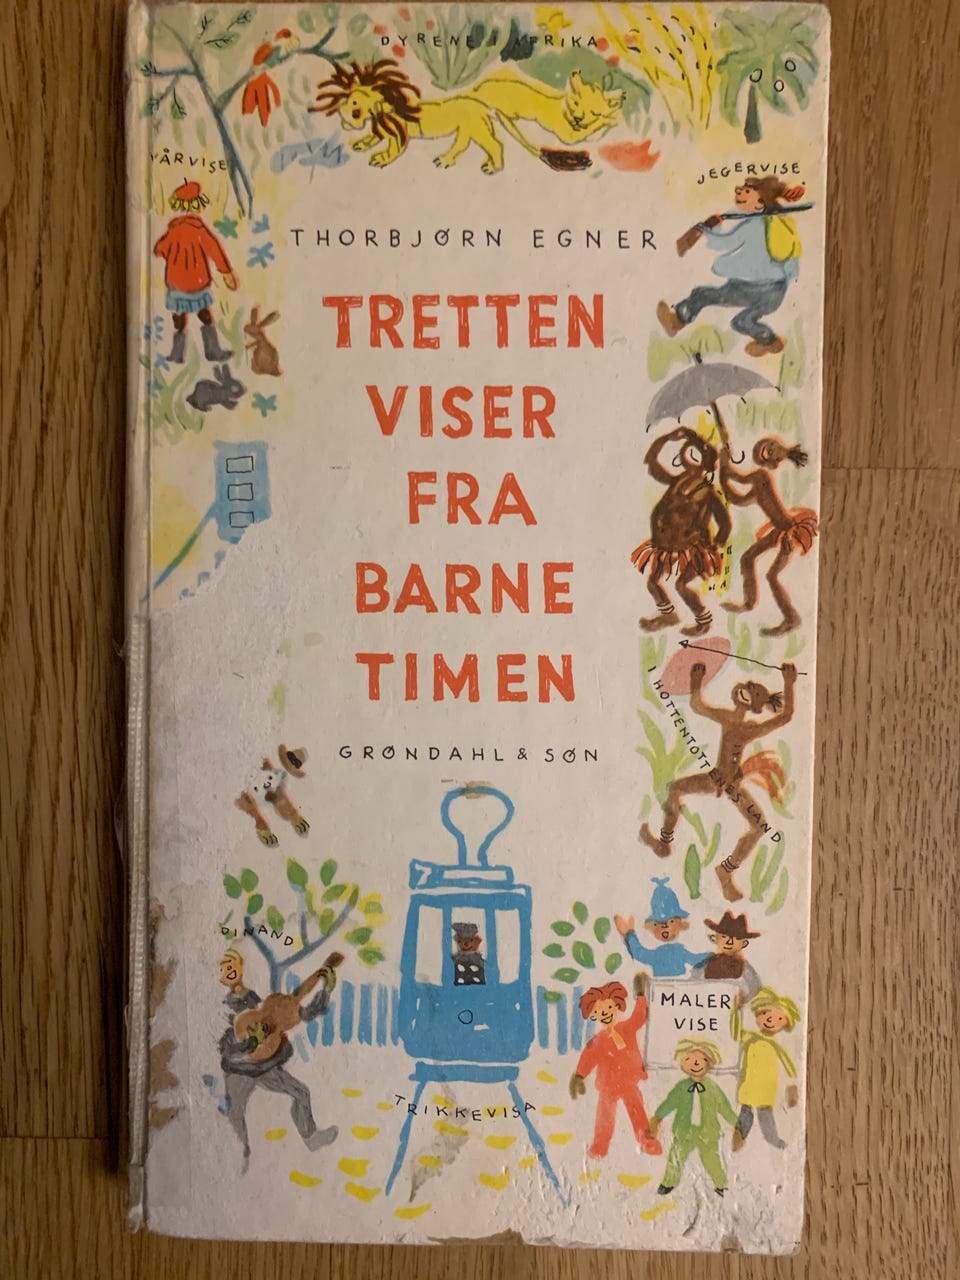 DYRENE I AFRIKA
VÅRVISE
JEGERVISE
THORBJØRN EGNER
TRETTEN
VISER
FRA
BARNE
TIMEN
I HOTTENTOTTENES LAND
GRØNDAHL & SØN
DINAND
MALER
VISE
TRIKKEVISA